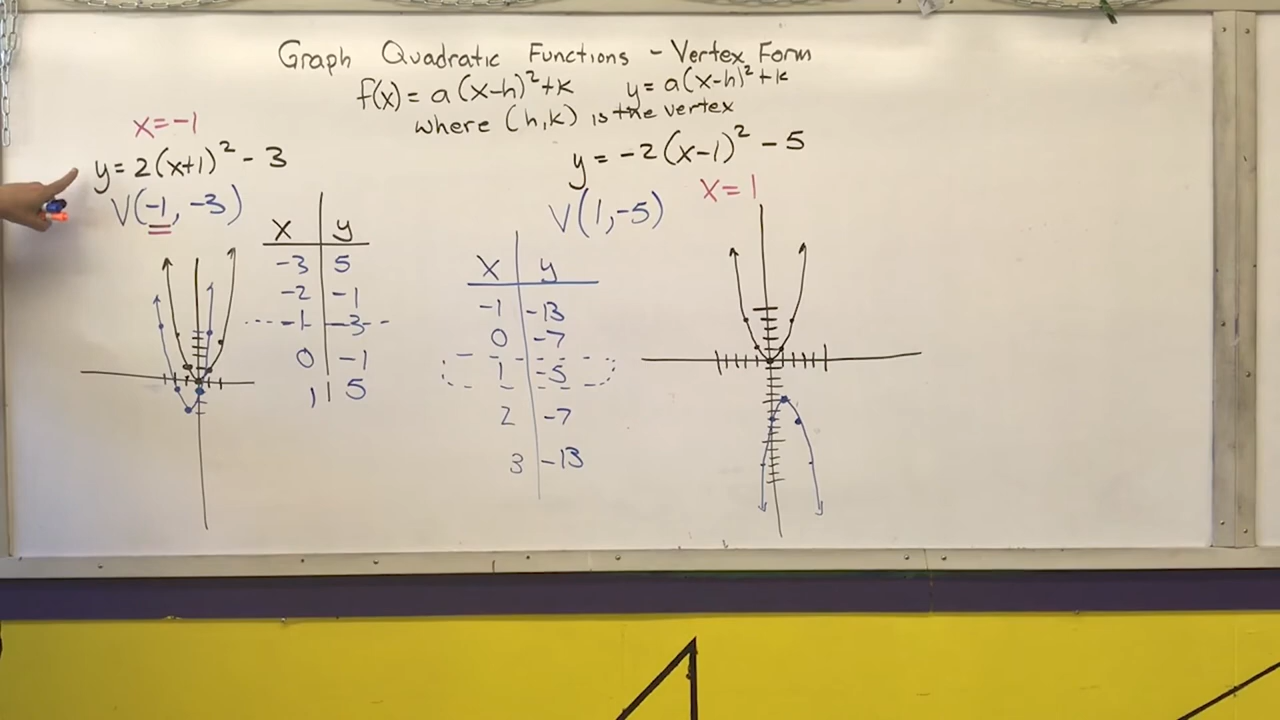 Graph Quadratic Functions - Vertex Form
f(x) = a(x-h)²+k y = a(x-h)²+k
where (h,k) is the vertex
x=-1
y=2(x+1)² - 3
V(-1, -3)
x y
-3 5
-2 -1
-1 -3
0 -1
1 5
y = -2(x-1)² - 5
V(1,-5)
x=1
x y
-1 -13
0 -7
1 -5
2 -7
3 -13